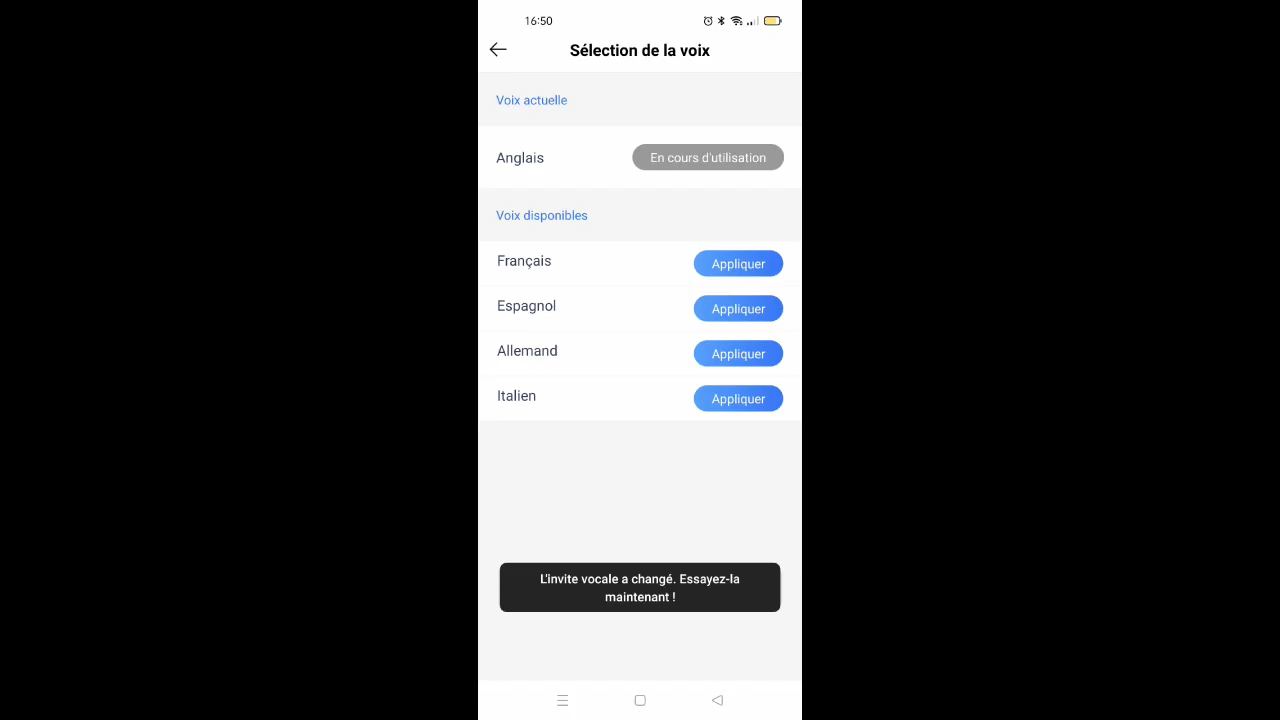 16:50
Sélection de la voix
Voix actuelle
Anglais
En cours d'utilisation
Voix disponibles
Français
Appliquer
Espagnol
Appliquer
Allemand
Appliquer
Italien
Appliquer
L'invite vocale a changé. Essayez-la
maintenant !